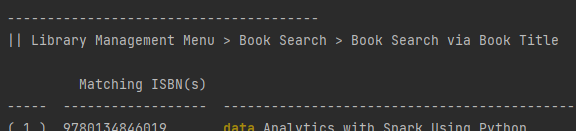 ----------------------------------------
|| Library Management Menu > Book Search > Book Search via Book Title
Matching ISBN(s)
-----  ------------------  ---------------------------------------------
( 1 )  9780134846019  data Analytics with Spark Using Python